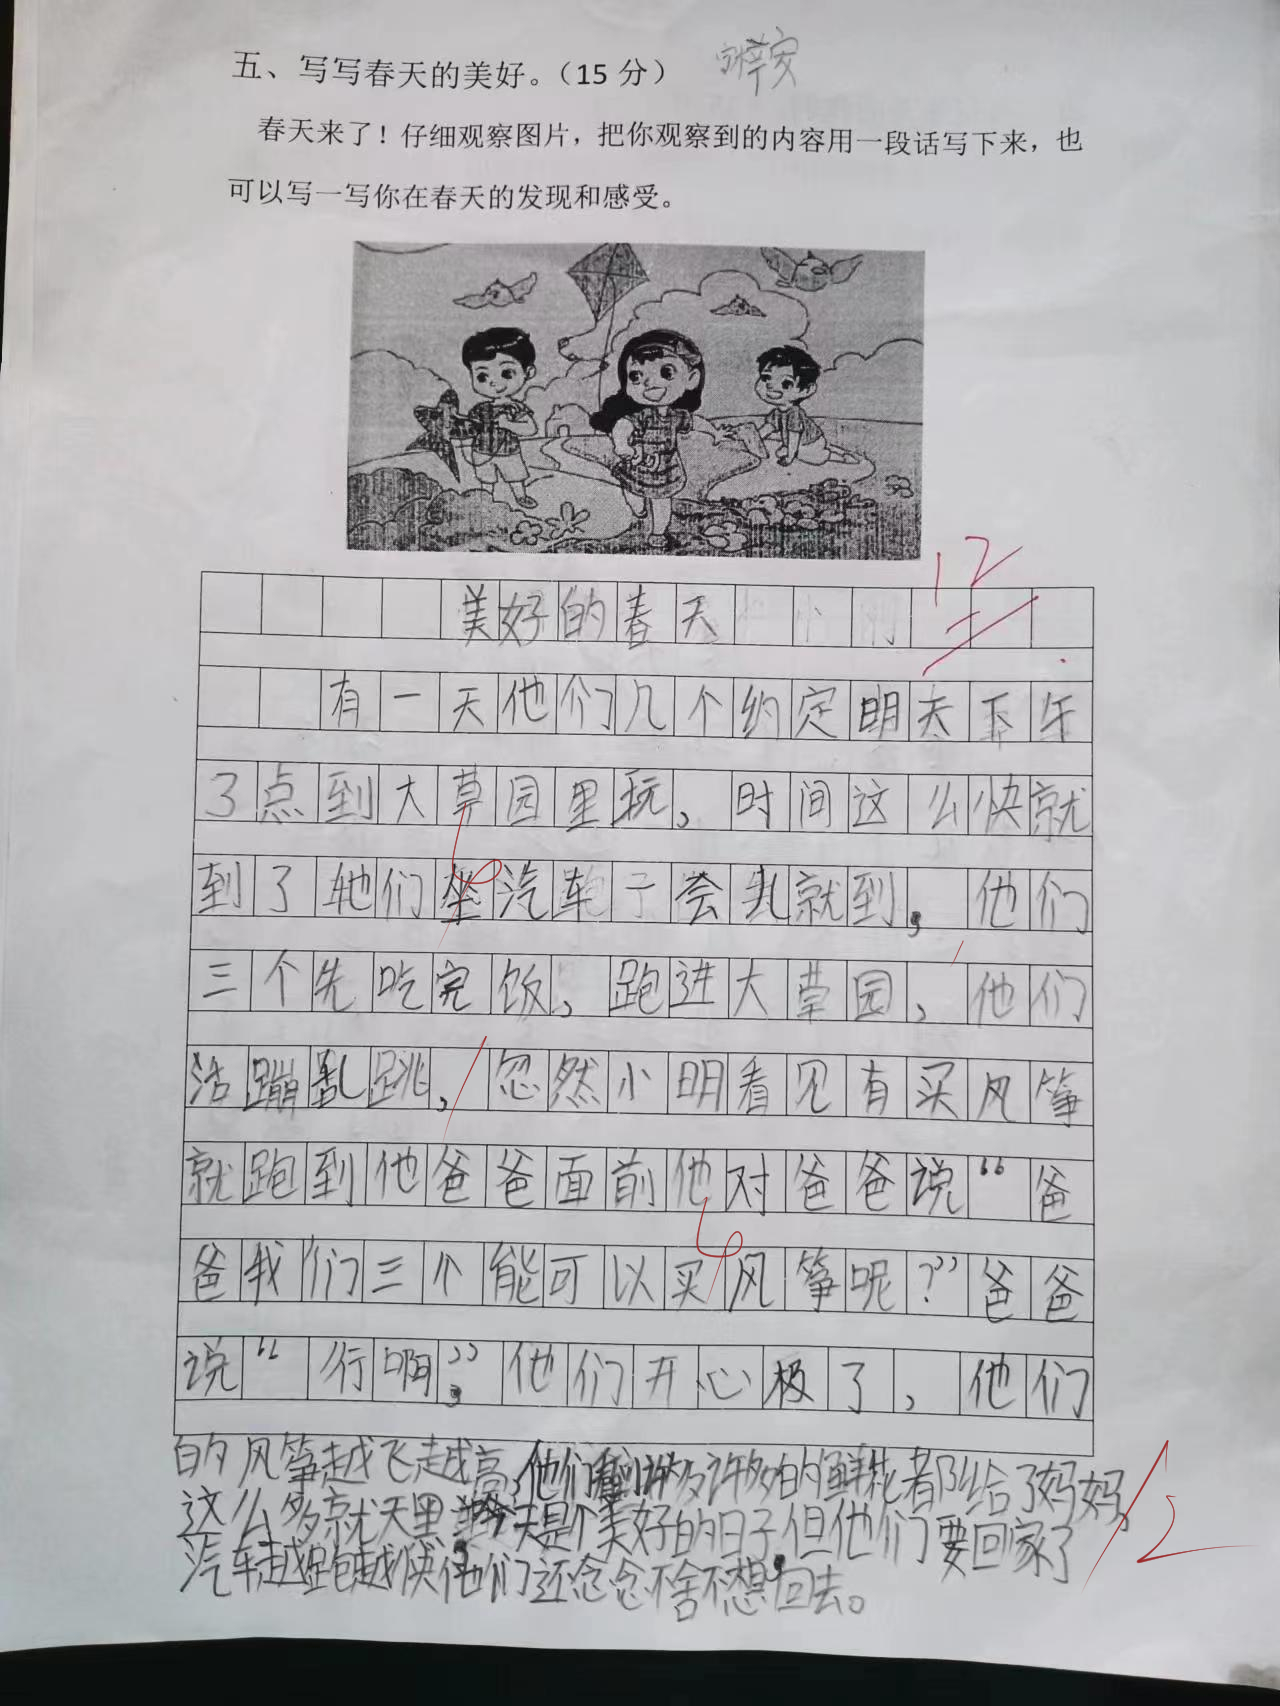 五、写写春天的美好。(15 分)
春天来了！仔细观察图片，把你观察到的内容用一段话写下来，也
可以写一写你在春天的发现和感受。
12
美好的春天
有一天他们几个约定明天下午
3点到大草园里玩，时间这么快就
到了他们坐汽车子会儿就到，他们
三个先吃完饭，跑进大草园，他们
活蹦乱跳，忽然小明看见有买风筝
就跑到他爸爸面前他对爸爸说“爸
爸我们三个能可以买风筝呢？”爸爸
说“行啊”，他们开心极了，他们
的风筝越飞越高，他们看到许多许多的鲜花都给了妈妈，
这么多就天黑今天是个美好的日子，但他们要回家了
汽车越跑越快，他们还念念不舍不想回去。